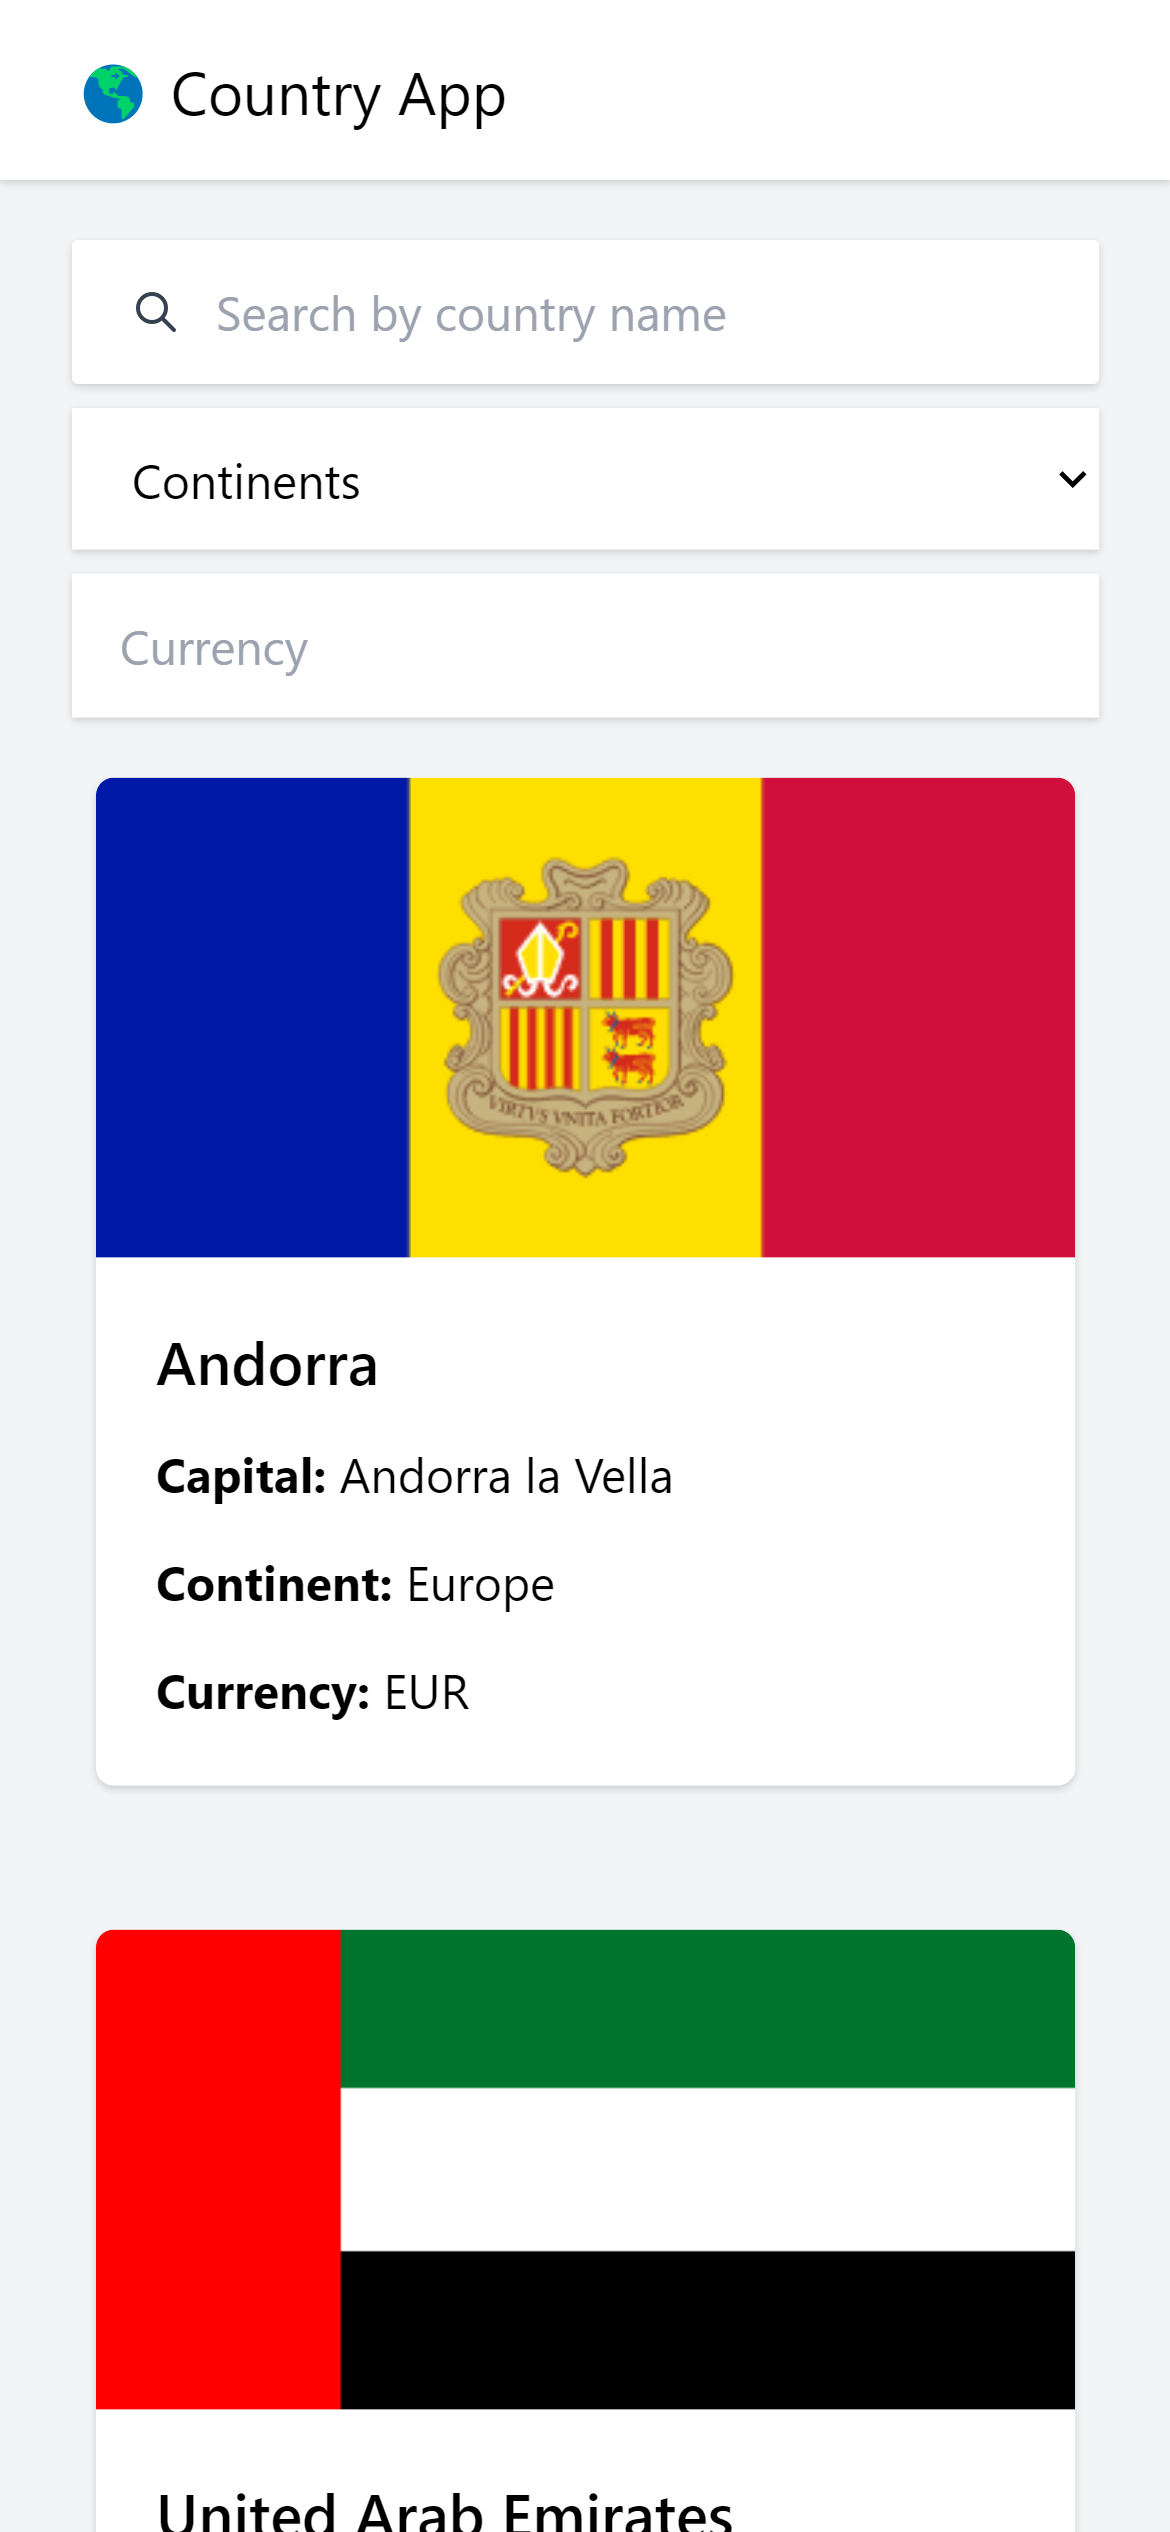 Country App
Search by country name
Continents
Currency
VIRTVS VNITA FORTIOR
Andorra
Capital: Andorra la Vella
Continent: Europe
Currency: EUR
United Arab Emirates